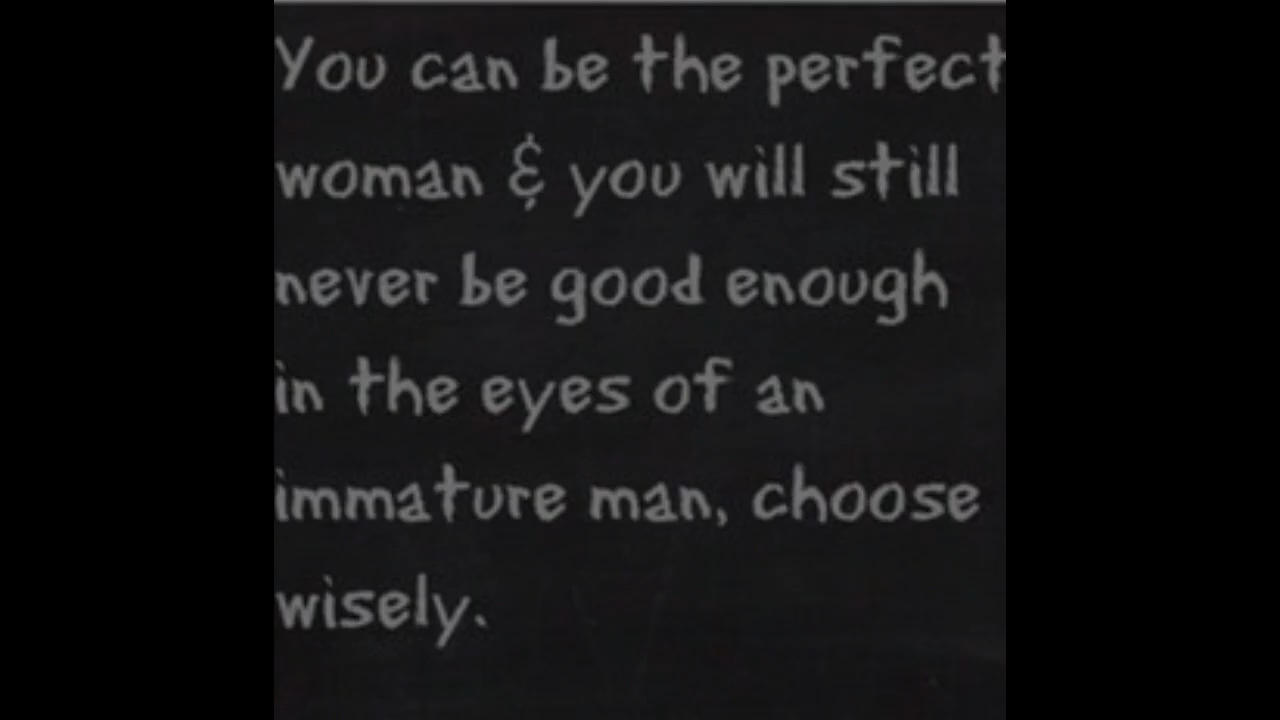 You can be the perfect
woman & you will still
never be good enough
in the eyes of an
immature man, choose
wisely.